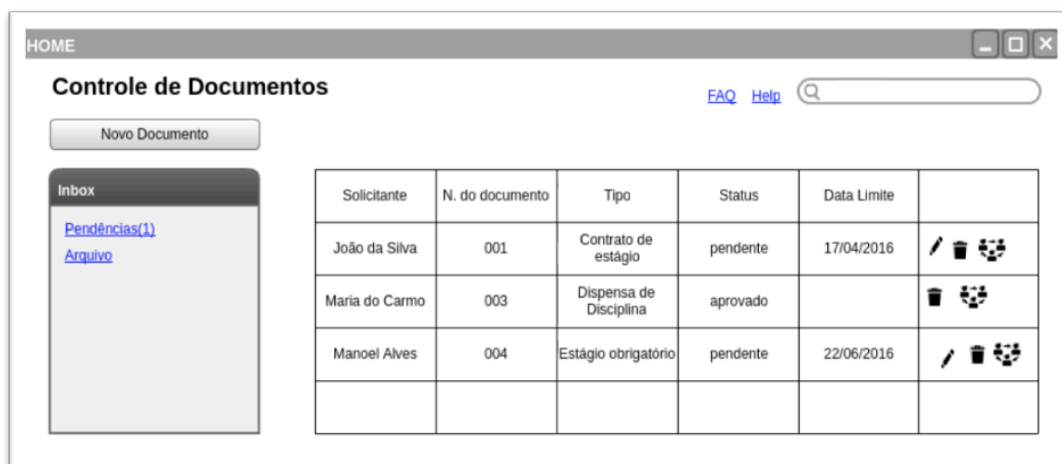 HOME
Controle de Documentos
FAQ Help
Novo Documento
Inbox
Pendências(1)
Arquivo
Solicitante N. do documento Tipo Status Data Limite
João da Silva 001 Contrato de estágio pendente 17/04/2016
Maria do Carmo 003 Dispensa de Disciplina aprovado
Manoel Alves 004 Estágio obrigatório pendente 22/06/2016